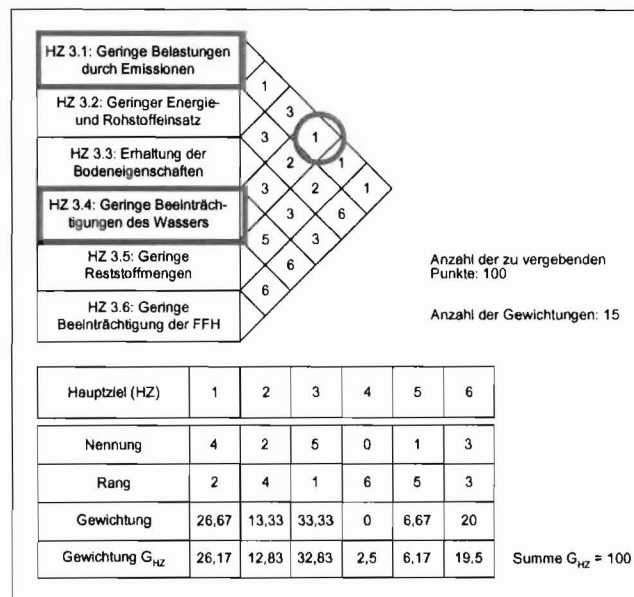 HZ 3.1: Geringe Belastungen
durch Emissionen
HZ 3.2: Geringer Energie-
und Rohstoffeinsatz
HZ 3.3: Erhaltung der
Bodeneigenschaften
HZ 3.4: Geringe Beeinträch-
tigungen des Wassers
HZ 3.5: Geringe
Reststoffmengen
HZ 3.6: Geringe
Beeinträchtigung der FFH
1
3
3 1
2 1
3 2 1
3 6
5 3
6
6
Anzahl der zu vergebenden
Punkte: 100
Anzahl der Gewichtungen: 15
Hauptziel (HZ) 1 2 3 4 5 6
Nennung 4 2 5 0 1 3
Rang 2 4 1 6 5 3
Gewichtung 26,67 13,33 33,33 0 6,67 20
Gewichtung G_HZ 26,17 12,83 32,83 2,5 6,17 19,5 Summe G_HZ = 100